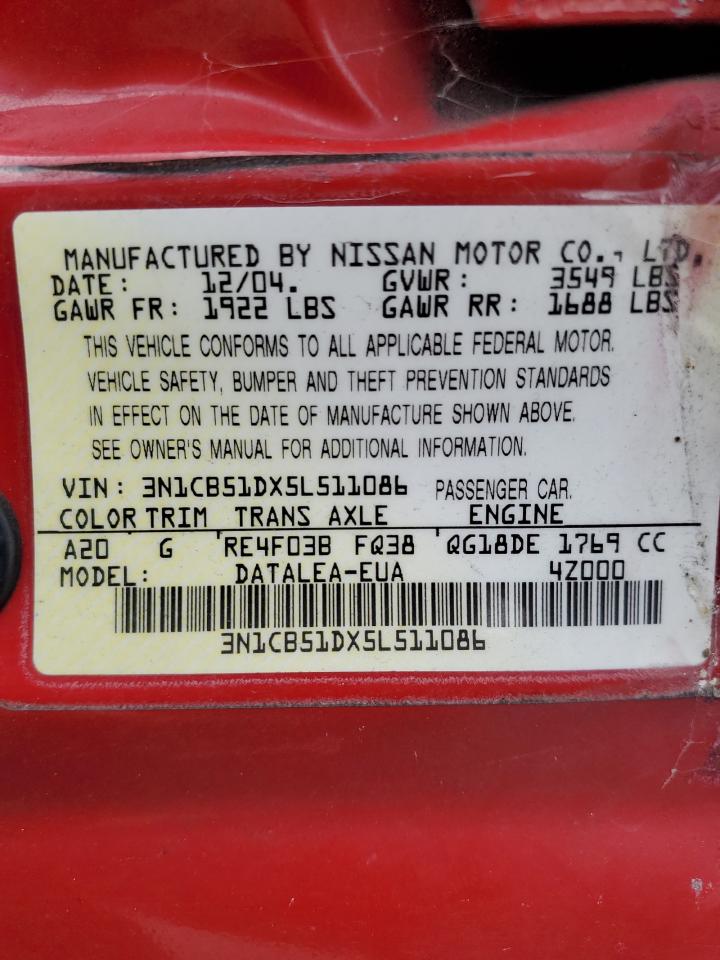 MANUFACTURED BY NISSAN MOTOR CO., LTD.
DATE: 12/04. GVWR: 3549 LBS
GAWR FR: 1922 LBS GAWR RR: 1688 LBS
THIS VEHICLE CONFORMS TO ALL APPLICABLE FEDERAL MOTOR.
VEHICLE SAFETY, BUMPER AND THEFT PREVENTION STANDARDS
IN EFFECT ON THE DATE OF MANUFACTURE SHOWN ABOVE.
SEE OWNER'S MANUAL FOR ADDITIONAL INFORMATION.
VIN: 3N1CB51DX5L511086 PASSENGER CAR.
COLOR TRIM TRANS AXLE ENGINE
A20 G RE4F03B FQ38 QG18DE 1769 CC
MODEL: DATALEA-EUA 4Z000
3N1CB51DX5L511086